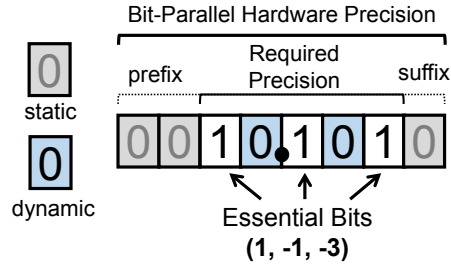 Bit-Parallel Hardware Precision
Required
Precision
prefix
suffix
0
static
0
dynamic
0 0 1 0 . 1 0 1 0
Essential Bits
(1, -1, -3)